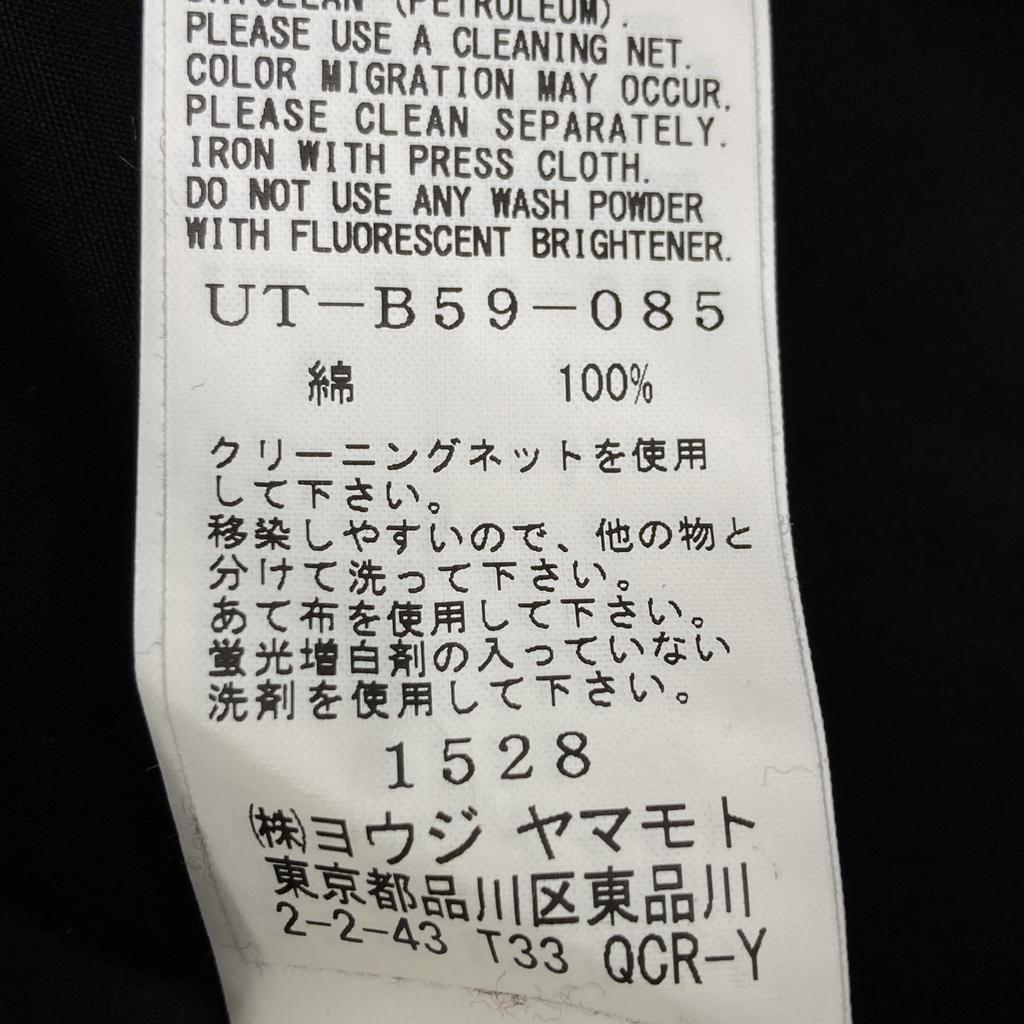 DRYCLEAN (PETROLEUM).
PLEASE USE A CLEANING NET.
COLOR MIGRATION MAY OCCUR.
PLEASE CLEAN SEPARATELY.
IRON WITH PRESS CLOTH.
DO NOT USE ANY WASH POWDER
WITH FLUORESCENT BRIGHTENER.
UT-B59-085
綿 100%
クリーニングネットを使用
して下さい。
移染しやすいので、他の物と
分けて洗って下さい。
あて布を使用して下さい。
蛍光増白剤の入っていない
洗剤を使用して下さい。
1528
㈱ヨウジ ヤマモト
東京都品川区東品川
2-2-43 T33 QCR-Y